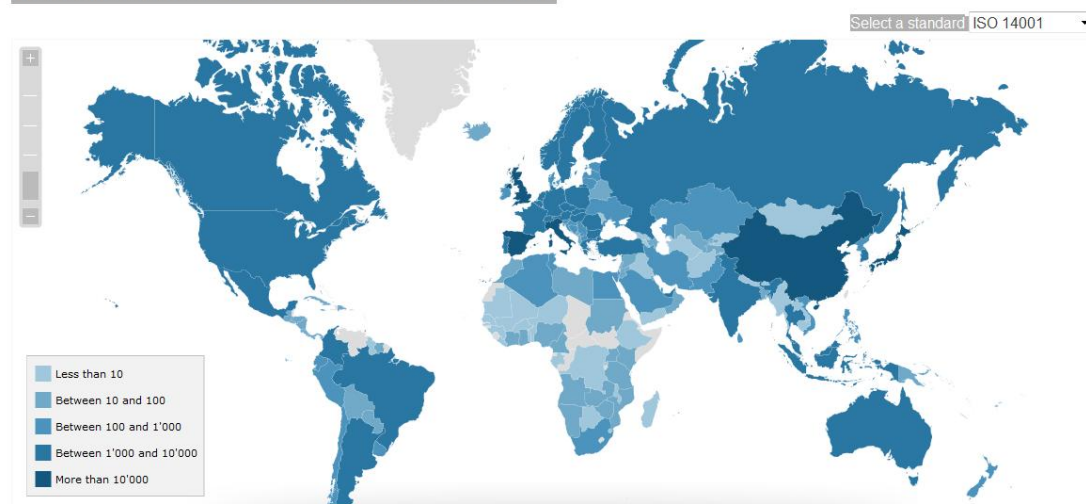 Select a standard ISO 14001
+
−
Less than 10
Between 10 and 100
Between 100 and 1'000
Between 1'000 and 10'000
More than 10'000